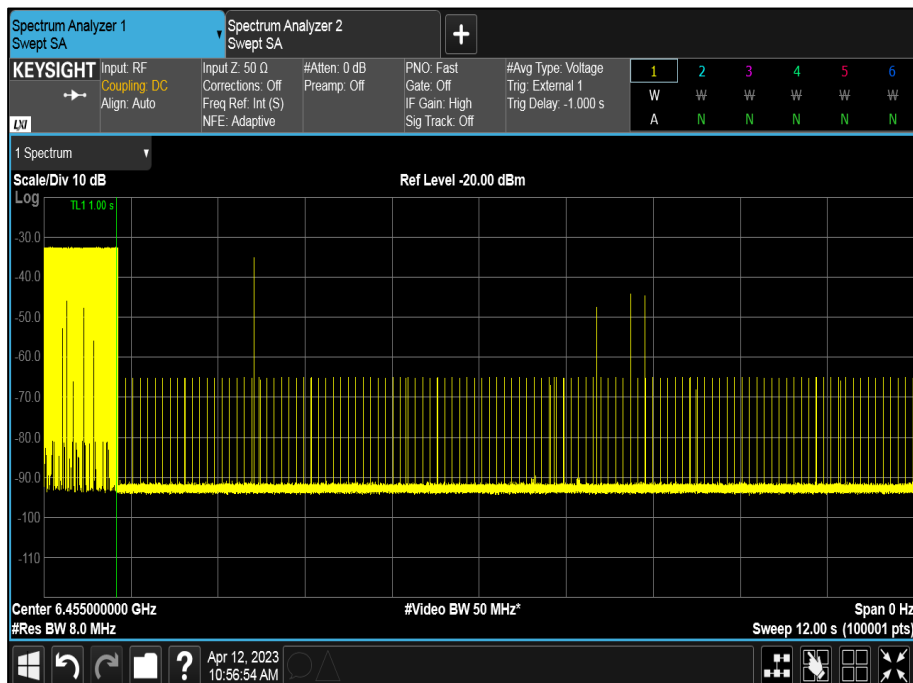 Spectrum Analyzer 1
Swept SA
Spectrum Analyzer 2
Swept SA
KEYSIGHT
LXI
Input: RF
Coupling: DC
Align: Auto
Input Z: 50 Ω
Corrections: Off
Freq Ref: Int (S)
NFE: Adaptive
#Atten: 0 dB
Preamp: Off
PNO: Fast
Gate: Off
IF Gain: High
Sig Track: Off
#Avg Type: Voltage
Trig: External 1
Trig Delay: -1.000 s
1 2 3 4 5 6
W W W W W W
A N N N N N
1 Spectrum
Scale/Div 10 dB
Ref Level -20.00 dBm
Log
TL1 1.00 s
-30.0
-40.0
-50.0
-60.0
-70.0
-80.0
-90.0
-100
-110
Center 6.455000000 GHz
#Video BW 50 MHz*
Span 0 Hz
#Res BW 8.0 MHz
Sweep 12.00 s (100001 pts)
?
Apr 12, 2023
10:56:54 AM